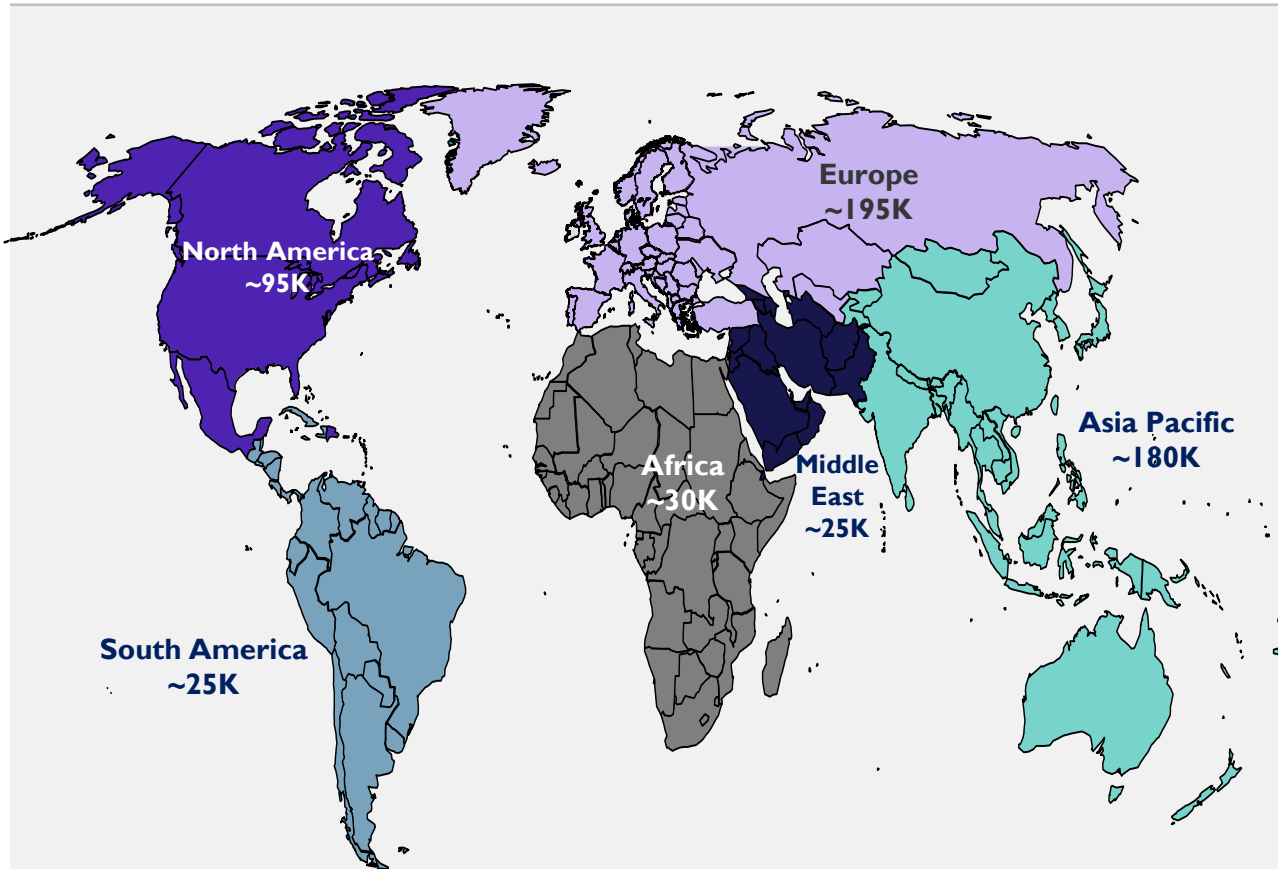 Europe
~195K
North America
~95K
Asia Pacific
~180K
Africa
~30K
Middle
East
~25K
South America
~25K